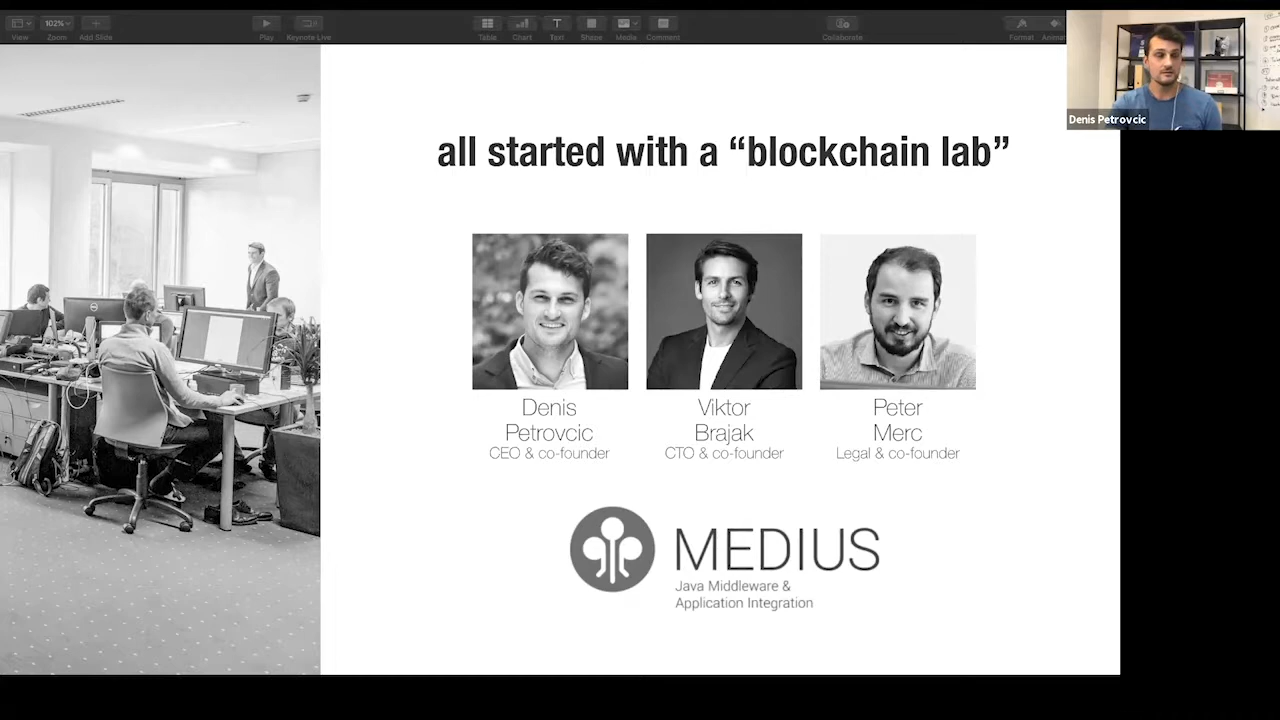 102%
View
Zoom
Add Slide
Play
Keynote Live
Table
Chart
Text
Shape
Media
Comment
Collaborate
Format
Denis Petrovcic
all started with a “blockchain lab”
Denis
Petrovcic
CEO & co-founder
Viktor
Brajak
CTO & co-founder
Peter
Merc
Legal & co-founder
MEDIUS
Java Middleware &
Application Integration